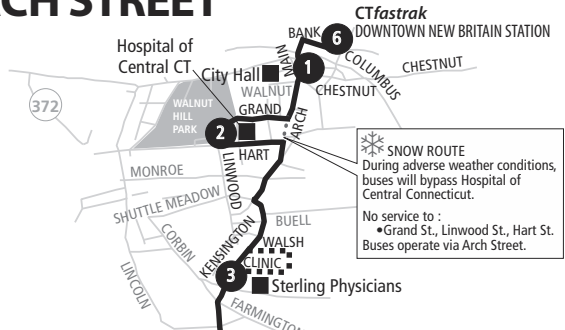 RCH STREET
CTfastrak
DOWNTOWN NEW BRITAIN STATION
BANK
6
Hospital of
Central CT
City Hall
MAIN
1
COLUMBUS
CHESTNUT
CHESTNUT
WALNUT
GRAND
372
WALNUT
HILL
PARK
2
ARCH
HART
LINWOOD
MONROE
SHUTTLE MEADOW
CORBIN
LINCOLN
KENSINGTON
BUELL
WALSH
CLINIC
3
Sterling Physicians
FARMINGTON
SNOW ROUTE
During adverse weather conditions,
buses will bypass Hospital of
Central Connecticut.
No service to :
•Grand St., Linwood St., Hart St.
Buses operate via Arch Street.